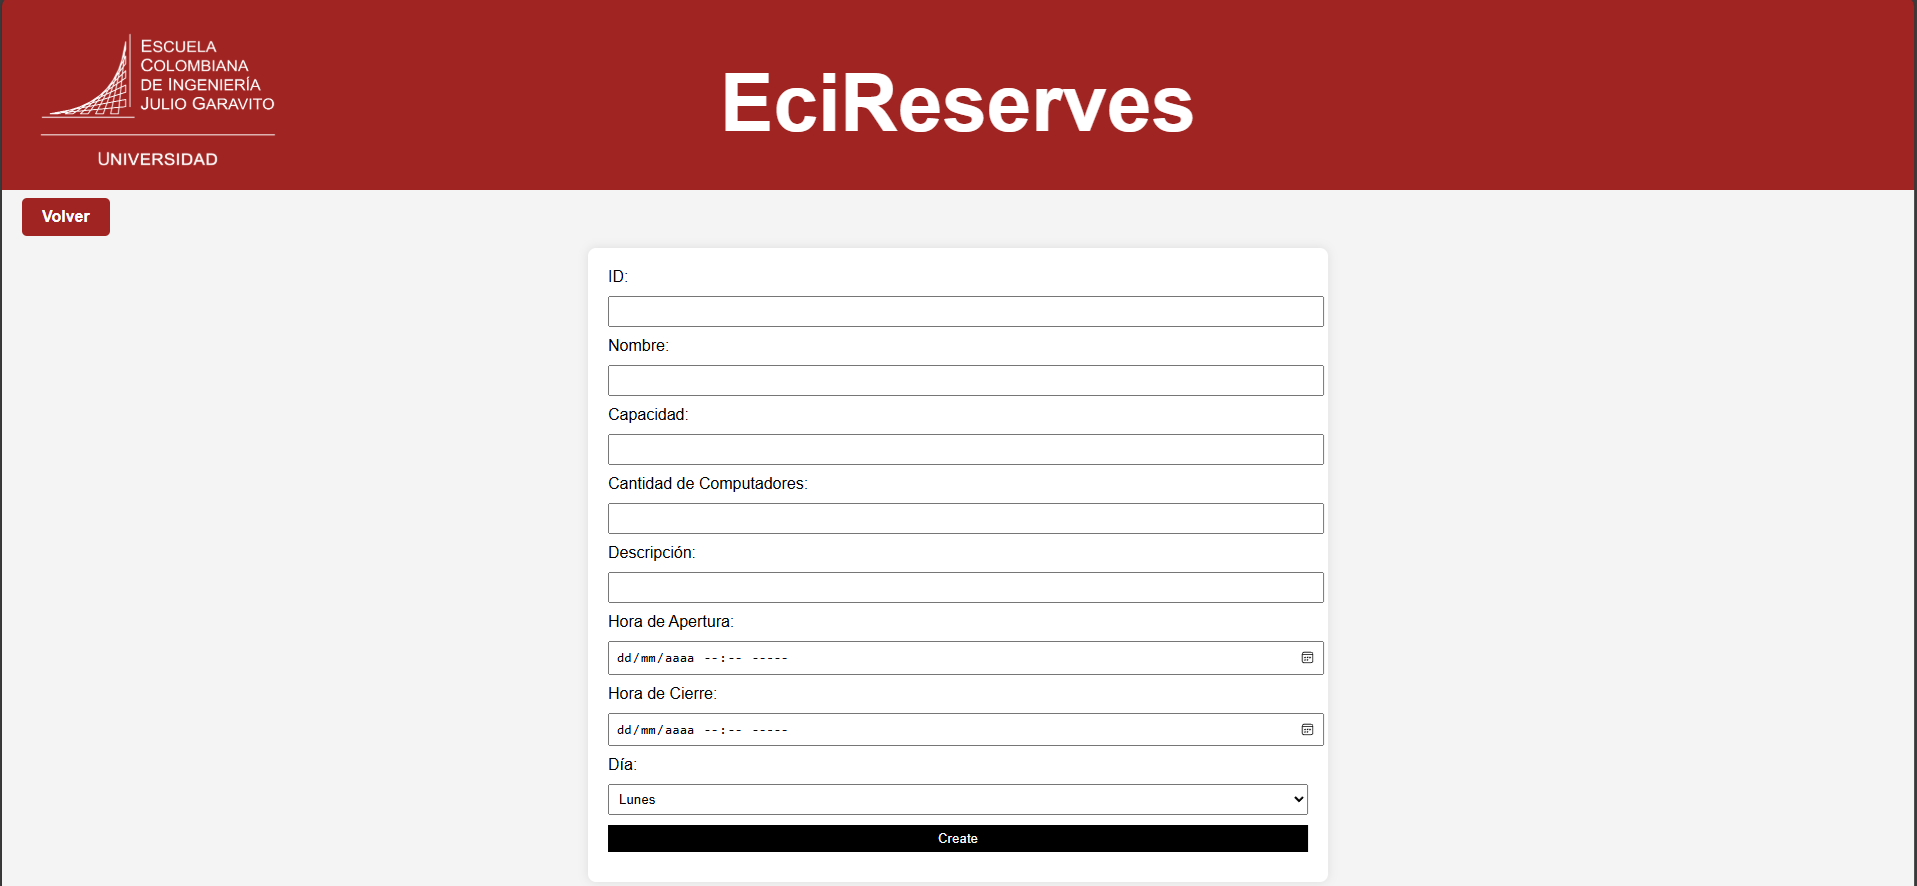 ESCUELA
COLOMBIANA
DE INGENIERÍA
JULIO GARAVITO
UNIVERSIDAD
EciReserves
Volver
ID:
Nombre:
Capacidad:
Cantidad de Computadores:
Descripción:
Hora de Apertura:
dd/mm/aaaa --:-- -----
Hora de Cierre:
dd/mm/aaaa --:-- -----
Día:
Lunes
Create